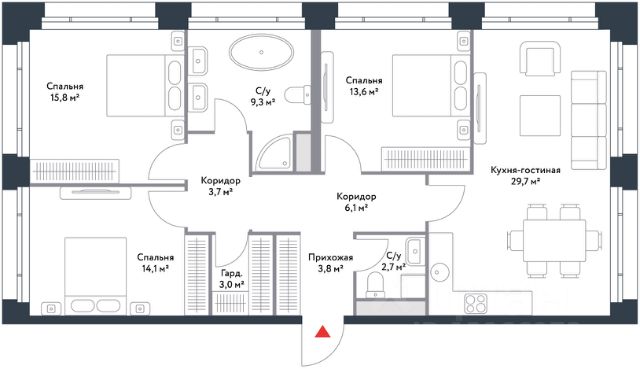 Спальня
15,8 м²
С/у
9,3 м²
Спальня
13,6 м²
Кухня-гостиная
29,7 м²
Коридор
3,7 м²
Коридор
6,1 м²
Спальня
14,1 м²
Гард.
3,0 м²
Прихожая
3,8 м²
С/у
2,7 м²